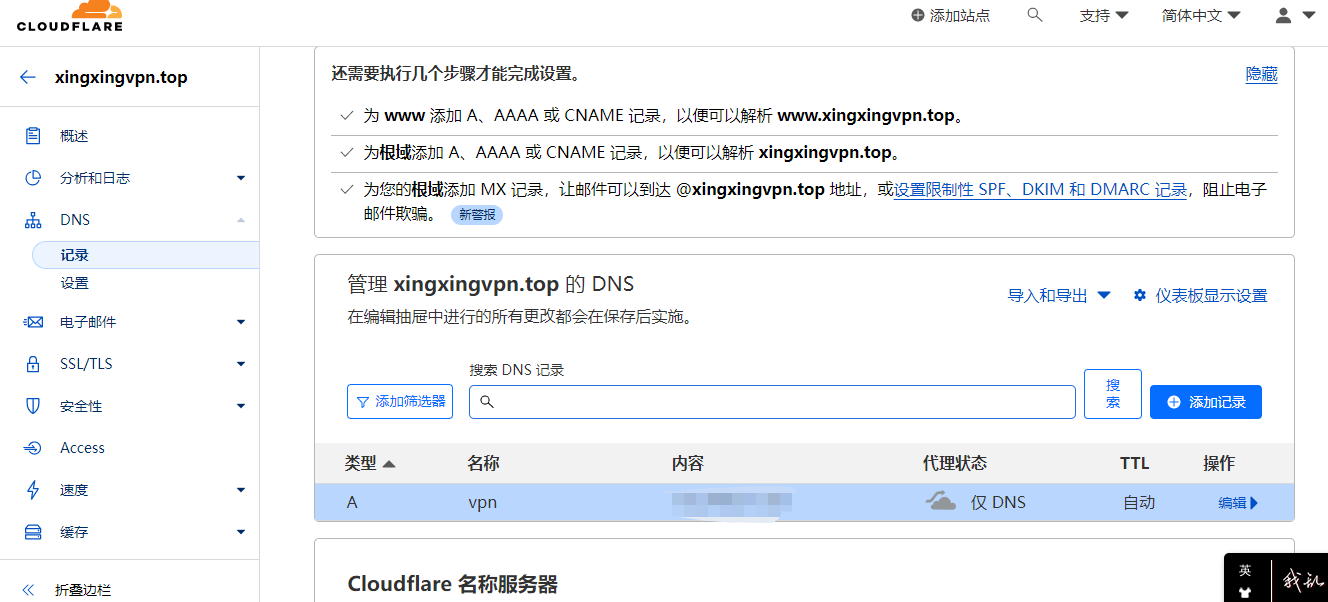 CLOUDFLARE
添加站点
支持
简体中文
xingxingvpn.top
概述
分析和日志
DNS
记录
设置
电子邮件
SSL/TLS
安全性
Access
速度
缓存
折叠边栏
还需要执行几个步骤才能完成设置。
隐藏
为 www 添加 A、AAAA 或 CNAME 记录，以便可以解析 www.xingxingvpn.top。
为根域添加 A、AAAA 或 CNAME 记录，以便可以解析 xingxingvpn.top。
为您的根域添加 MX 记录，让邮件可以到达 @xingxingvpn.top 地址，或设置限制性 SPF、DKIM 和 DMARC 记录，阻止电子
邮件欺骗。 新警报
管理 xingxingvpn.top 的 DNS
导入和导出
仪表板显示设置
在编辑抽屉中进行的所有更改都会在保存后实施。
搜索 DNS 记录
添加筛选器
搜
索
添加记录
类型 名称 内容 代理状态 TTL 操作
A vpn 仅 DNS 自动 编辑
Cloudflare 名称服务器
英